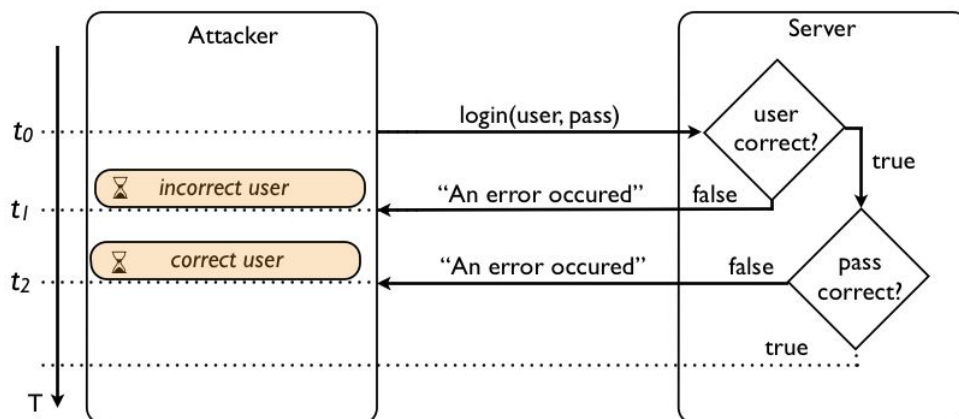 Attacker
Server
t0
login(user, pass)
user
correct?
true
incorrect user
t1
“An error occured”
false
correct user
t2
“An error occured”
false
pass
correct?
true
T